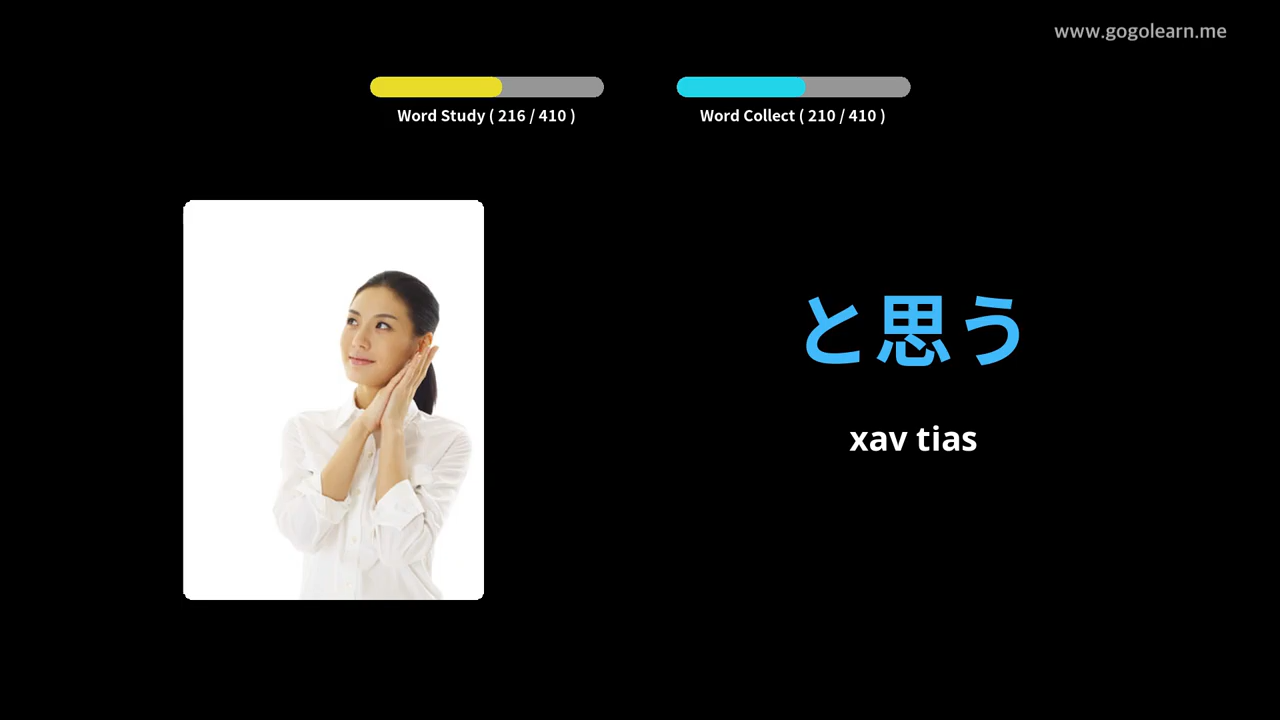 www.gogolearn.me
Word Study ( 216 / 410 )
Word Collect ( 210 / 410 )
と思う
xav tias